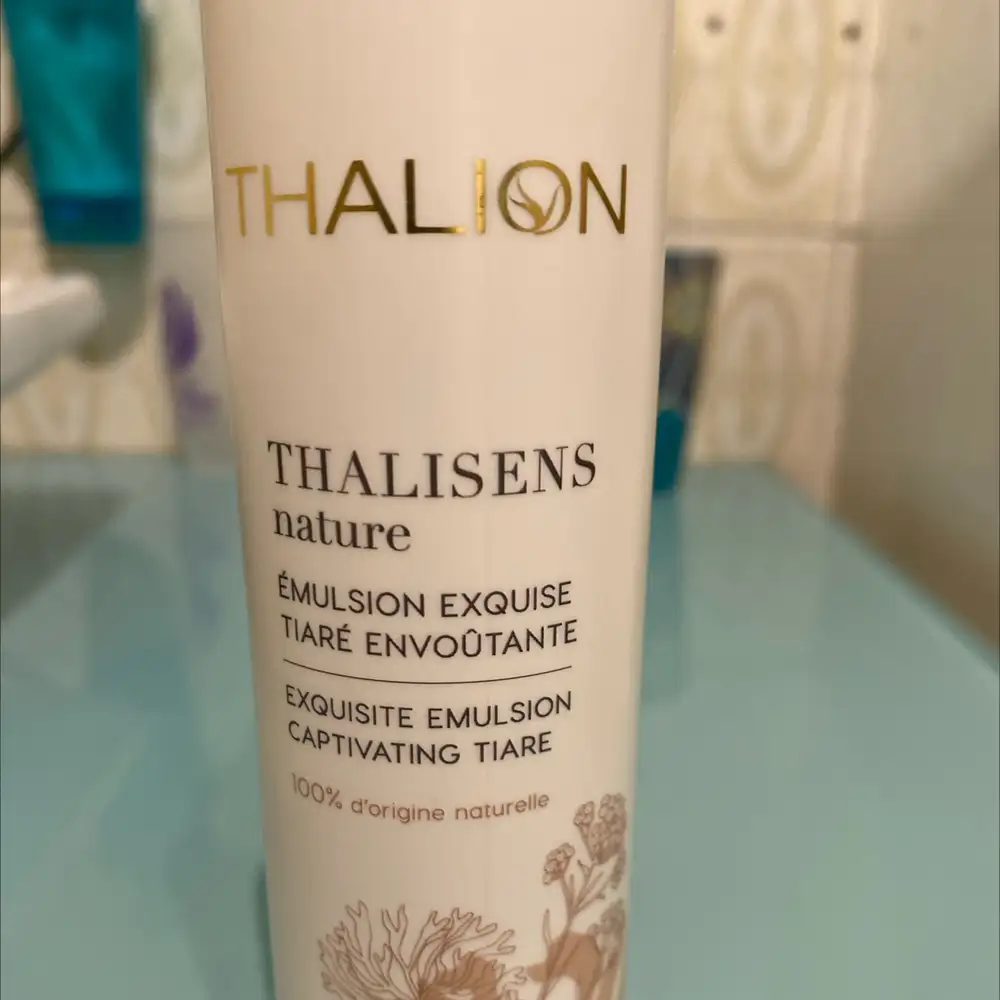 THALION
THALISENS
nature
ÉMULSION EXQUISE
TIARÉ ENVOÛTANTE
EXQUISITE EMULSION
CAPTIVATING TIARE
100% d'origine naturelle